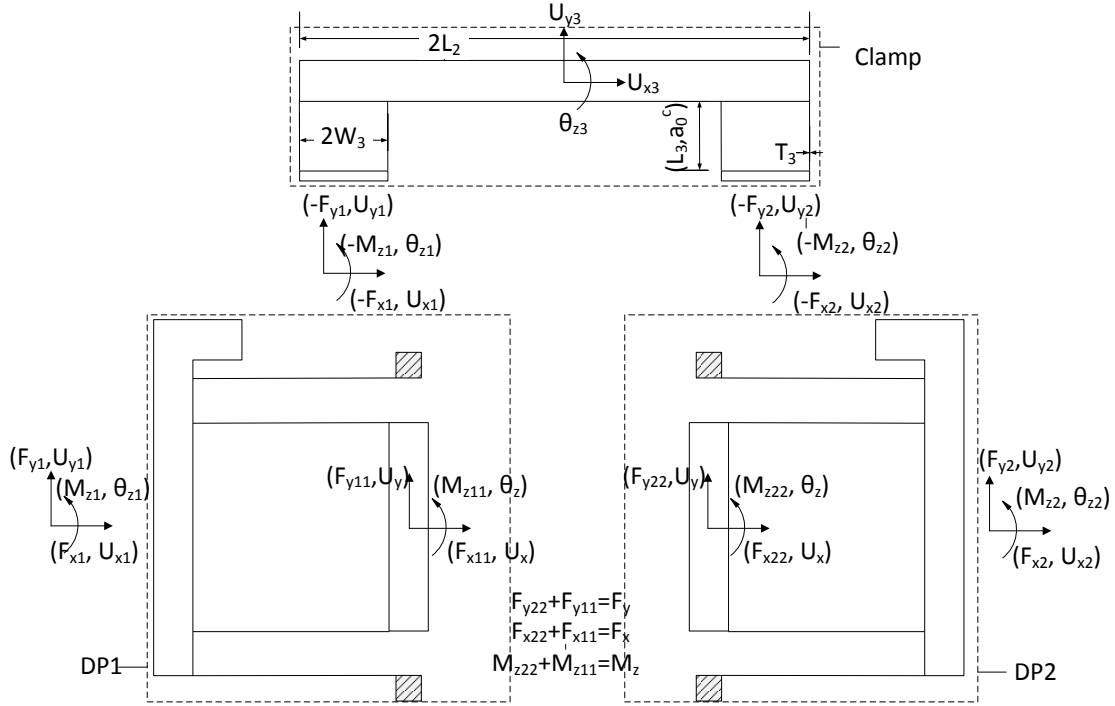 U_y3
2L_2
Clamp
U_x3
θ_z3
2W_3
(L_3,a_0^c)
T_3
(-F_y1,U_y1)
(-F_y2,U_y2)
(-M_z1, θ_z1)
(-M_z2, θ_z2)
(-F_x1, U_x1)
(-F_x2, U_x2)
(F_y1,U_y1)
(M_z1, θ_z1)
(F_x1, U_x1)
(F_y11,U_y)
(M_z11, θ_z)
(F_x11, U_x)
(F_y22,U_y)
(M_z22, θ_z)
(F_x22, U_x)
(F_y2,U_y2)
(M_z2, θ_z2)
(F_x2, U_x2)
F_y22+F_y11=F_y
F_x22+F_x11=F_x
M_z22+M_z11=M_z
DP1
DP2